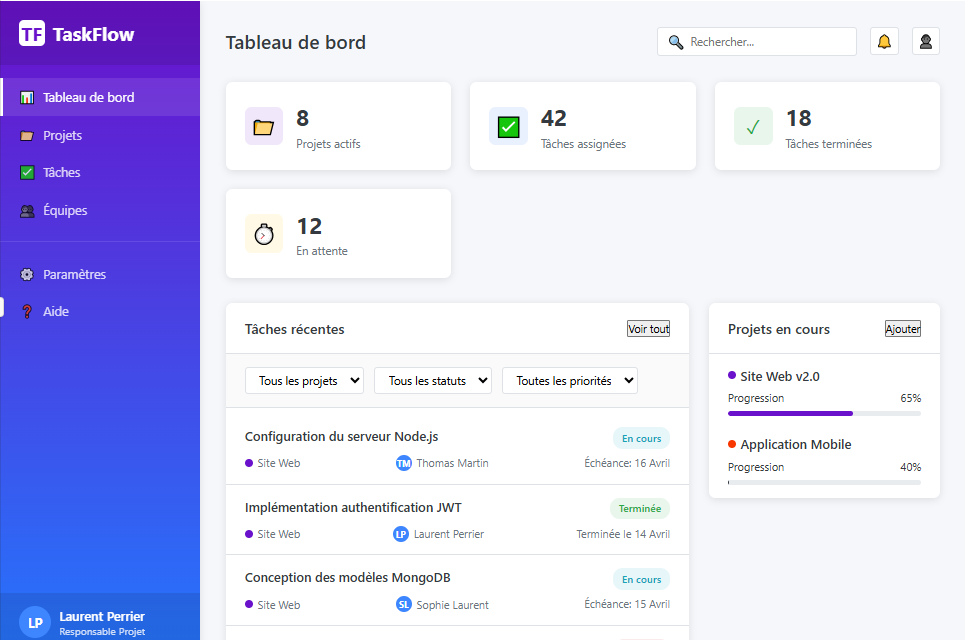 TF TaskFlow
Tableau de bord
Projets
Tâches
Équipes
Paramètres
Aide
LP Laurent Perrier
Responsable Projet
Tableau de bord
Rechercher...
8
Projets actifs
42
Tâches assignées
18
Tâches terminées
12
En attente
Tâches récentes
Voir tout
Tous les projets
Tous les statuts
Toutes les priorités
Configuration du serveur Node.js
En cours
Site Web
TM Thomas Martin
Échéance: 16 Avril
Implémentation authentification JWT
Terminée
Site Web
LP Laurent Perrier
Terminée le 14 Avril
Conception des modèles MongoDB
En cours
Site Web
SL Sophie Laurent
Échéance: 15 Avril
Projets en cours
Ajouter
Site Web v2.0
Progression 65%
Application Mobile
Progression 40%